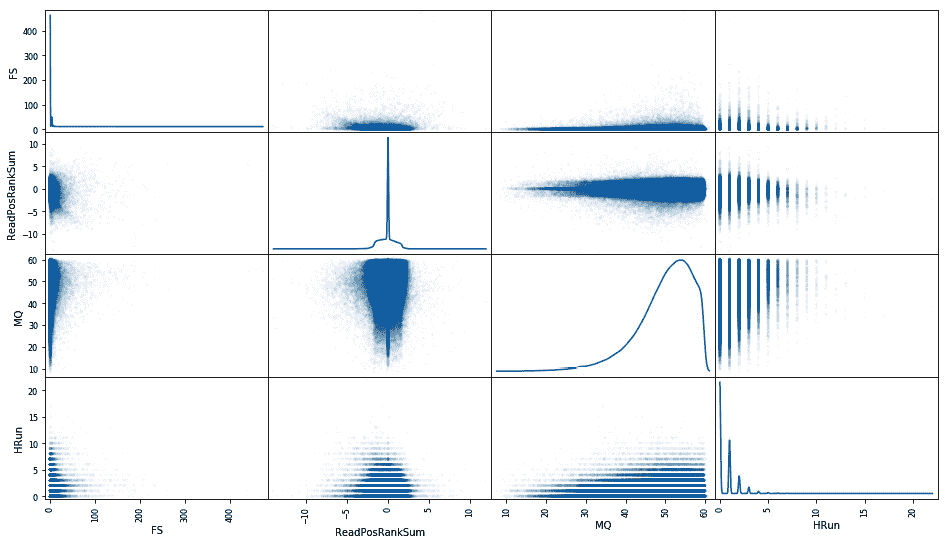 400
300
200
100
0
FS
10
5
0
−5
−10
ReadPosRankSum
60
50
40
30
20
10
MQ
20
15
10
5
0
HRun
0 100 200 300 400
−10 −5 0 5 10
10 20 30 40 50 60
0 5 10 15 20
FS ReadPosRankSum MQ HRun